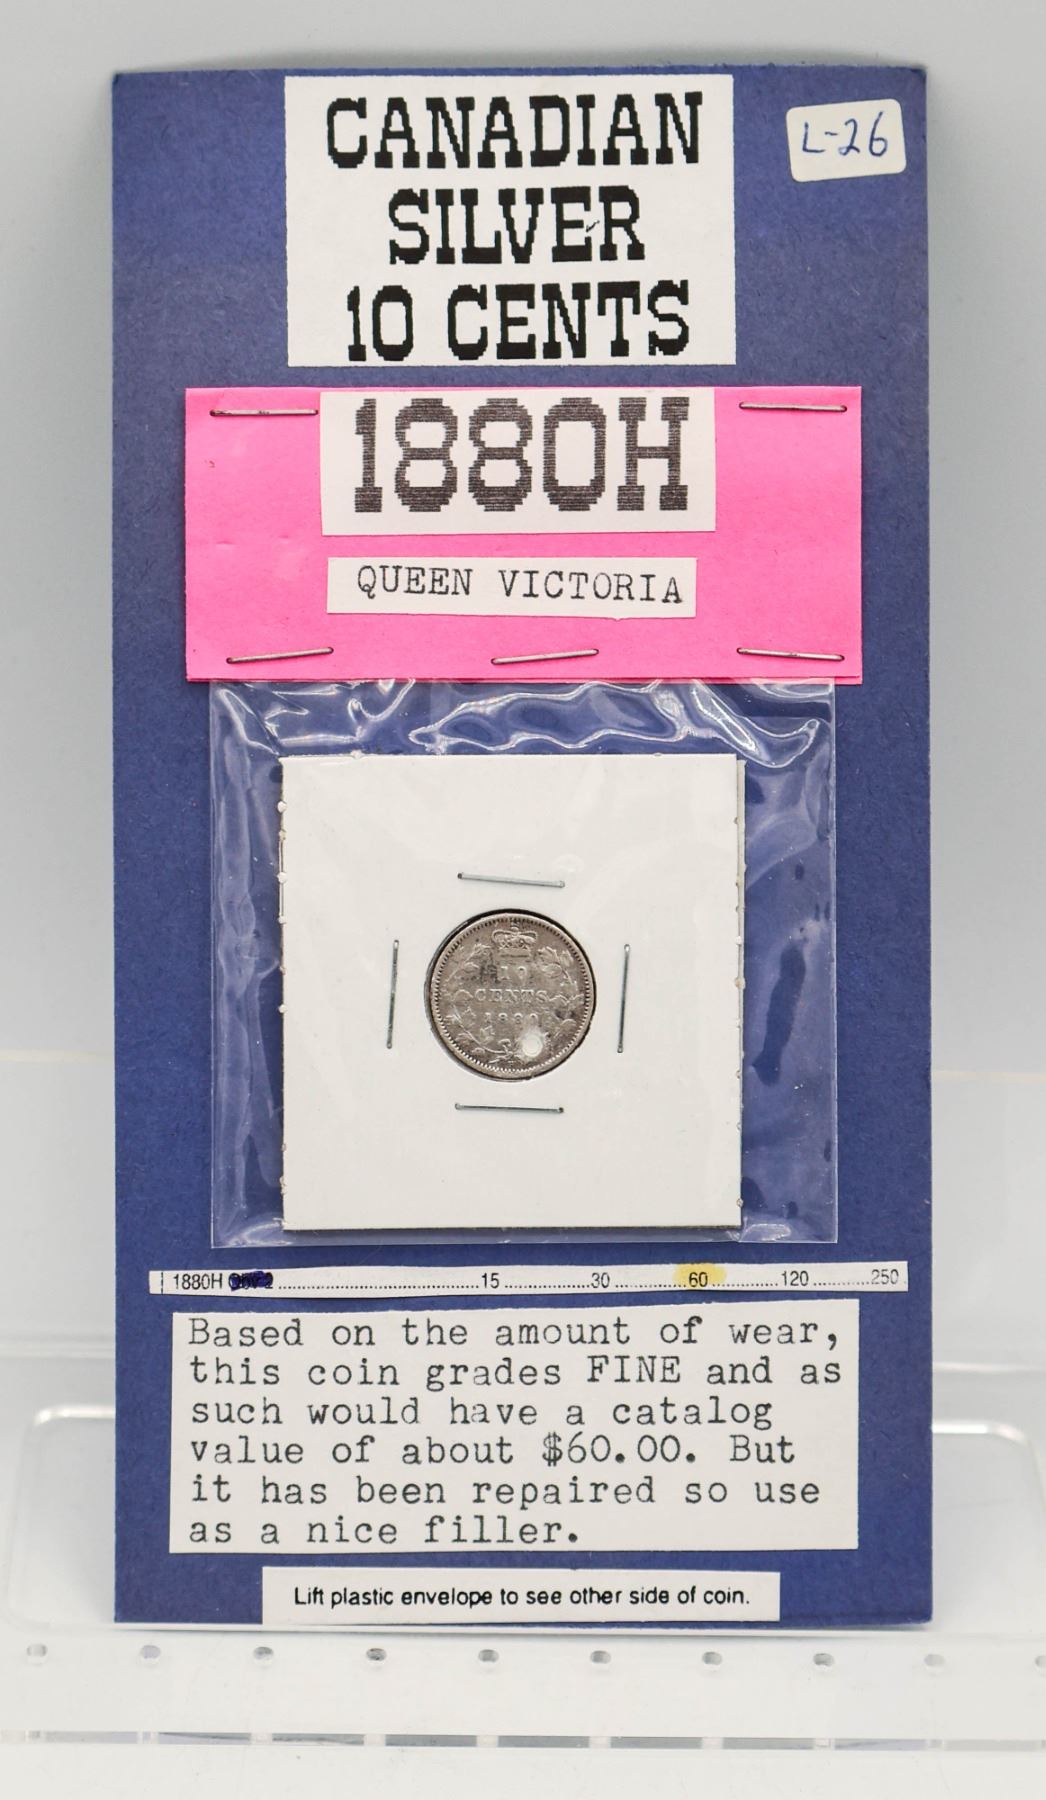 CANADIAN
SILVER
10 CENTS
L-26
1880H
QUEEN VICTORIA
10
CENTS
1880
1880H ..........15..........30..........60..........120..........250
Based on the amount of wear,
this coin grades FINE and as
such would have a catalog
value of about $60.00. But
it has been repaired so use
as a nice filler.
Lift plastic envelope to see other side of coin.